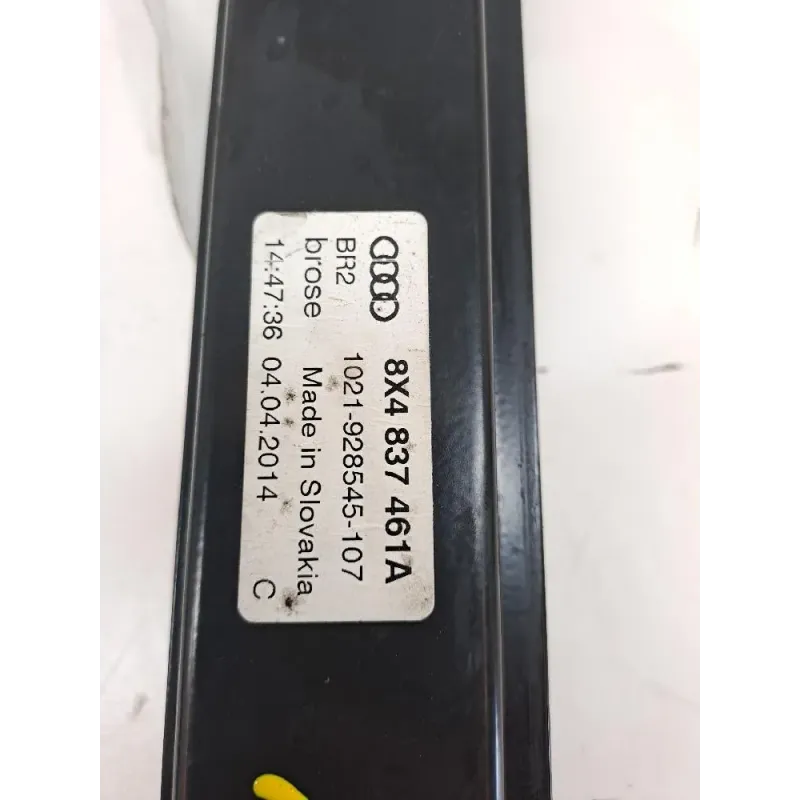 8X4 837 461A
BR2 1021-928545-107
brose Made in Slovakia
14:47:36 04.04.2014 C